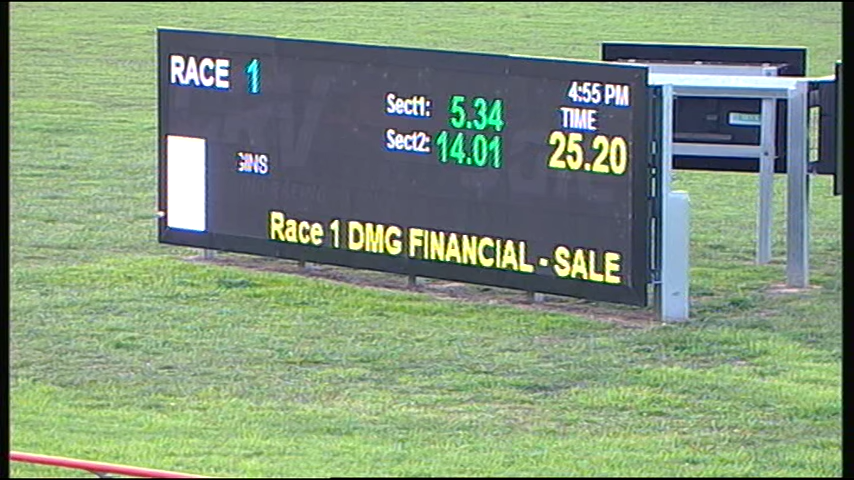 RACE 1
4:55 PM
Sect1: 5.34
TIME
Sect2: 14.01
25.20
GINS
Race 1 DMG FINANCIAL - SALE